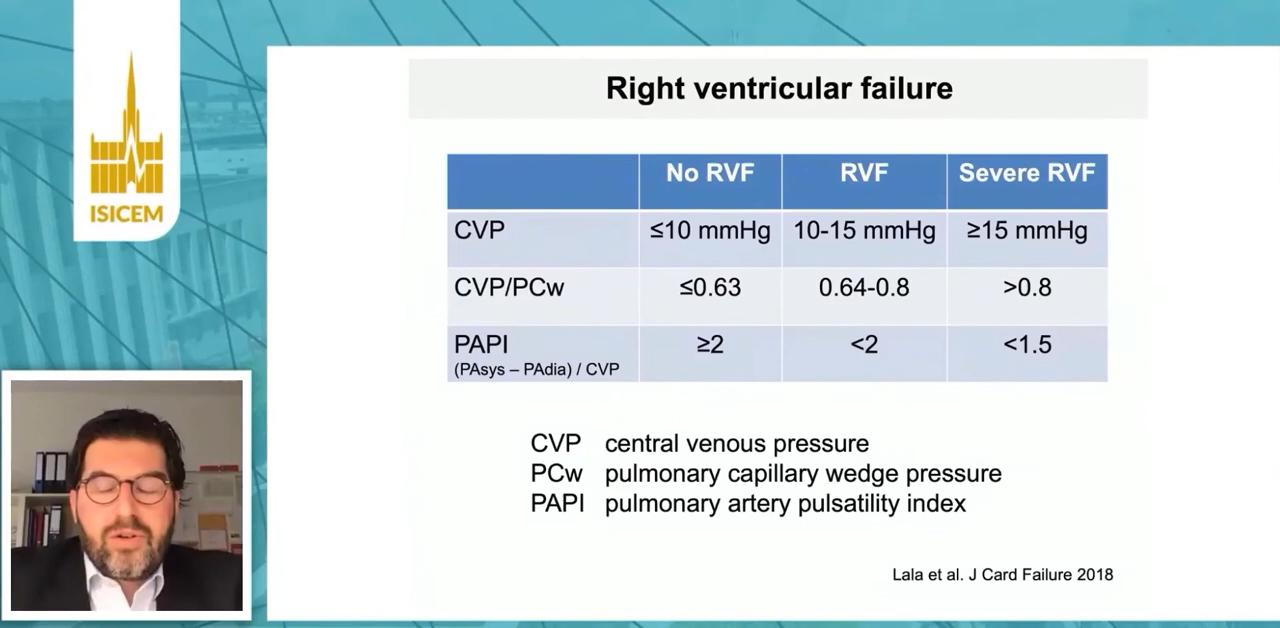 ISICEM
Right ventricular failure
No RVF RVF Severe RVF
CVP ≤10 mmHg 10-15 mmHg ≥15 mmHg
CVP/PCw ≤0.63 0.64-0.8 >0.8
PAPI ≥2 <2 <1.5
(PAsys – PAdia) / CVP
CVP central venous pressure
PCw pulmonary capillary wedge pressure
PAPI pulmonary artery pulsatility index
Lala et al. J Card Failure 2018